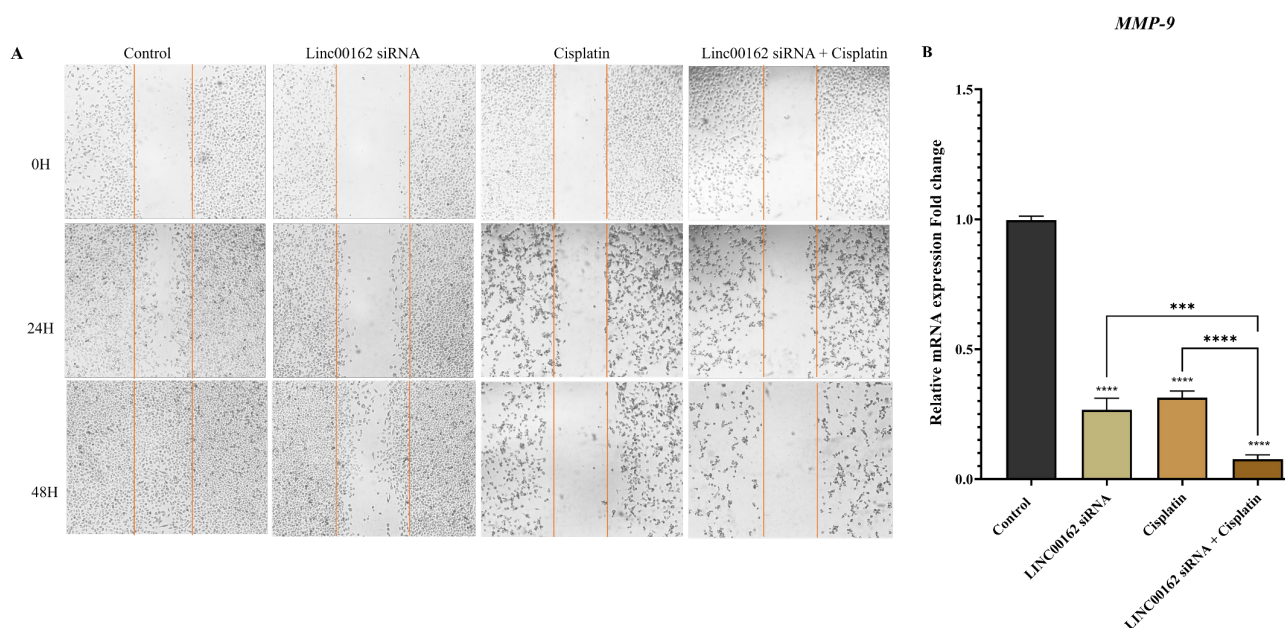 MMP-9
A
Control
Linc00162 siRNA
Cisplatin
Linc00162 siRNA + Cisplatin
0H
24H
48H
B
Relative mRNA expression Fold change
1.5
1.0
0.5
0.0
***
****
****
****
****
Control
LINC00162 siRNA
Cisplatin
LINC00162 siRNA + Cisplatin